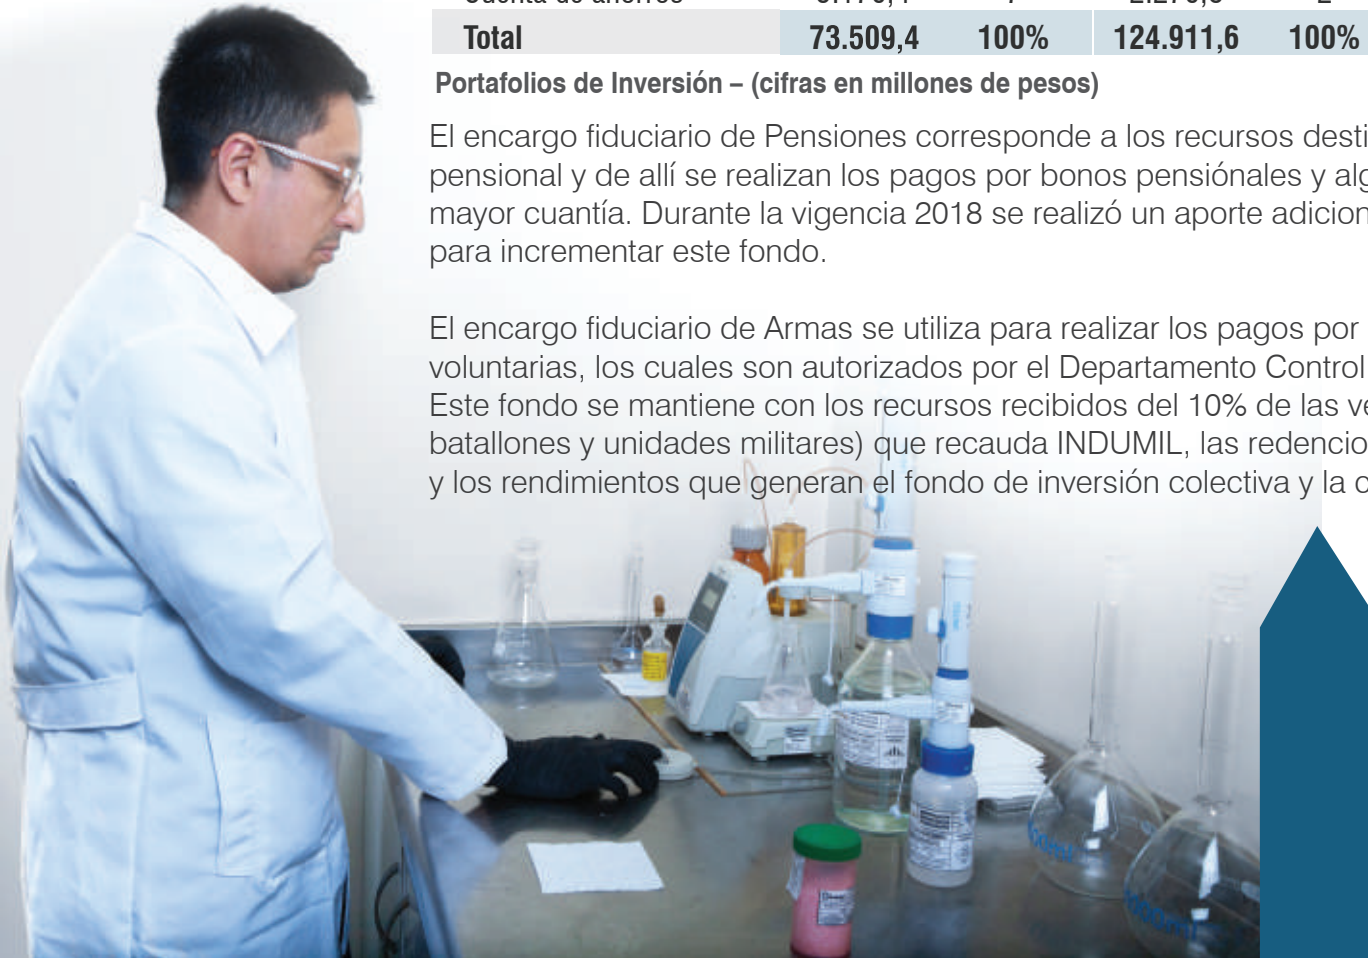 Total 73.509,4 100% 124.911,6 100%
Portafolios de Inversión – (cifras en millones de pesos)
El encargo fiduciario de Pensiones corresponde a los recursos desti
pensional y de allí se realizan los pagos por bonos pensiónales y alg
mayor cuantía. Durante la vigencia 2018 se realizó un aporte adicion
para incrementar este fondo.
El encargo fiduciario de Armas se utiliza para realizar los pagos por
voluntarias, los cuales son autorizados por el Departamento Control
Este fondo se mantiene con los recursos recibidos del 10% de las ve
batallones y unidades militares) que recauda INDUMIL, las redencio
y los rendimientos que generan el fondo de inversión colectiva y la c